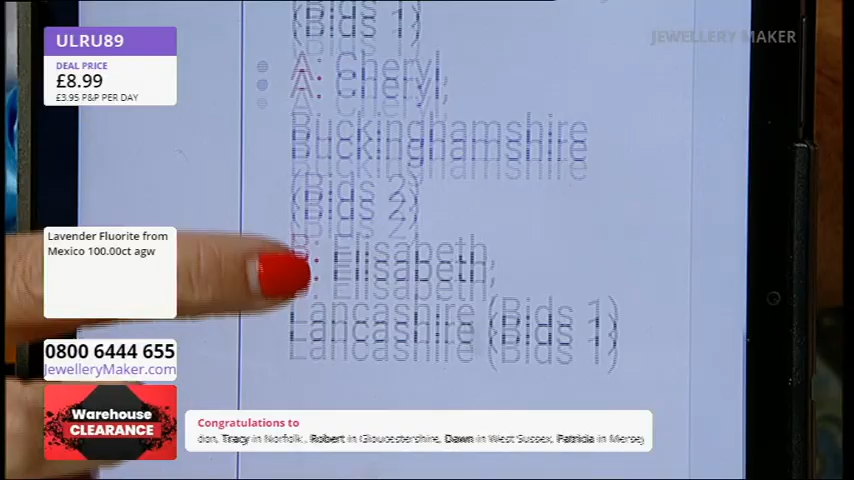 ULRU89
DEAL PRICE
£8.99
£3.95 P&P PER DAY
JEWELLERY MAKER
(Bids 1)
A: Cheryl,
Buckinghamshire
(Bids 2)
Elisabeth,
Lancashire (Bids 1)
Lavender Fluorite from
Mexico 100.00ct agw
0800 6444 655
JewelleryMaker.com
Warehouse
CLEARANCE
Congratulations to
don, Tracy in Norfolk, Robert in Gloucestershire, Dawn in West Sussex, Patricia in Mersey